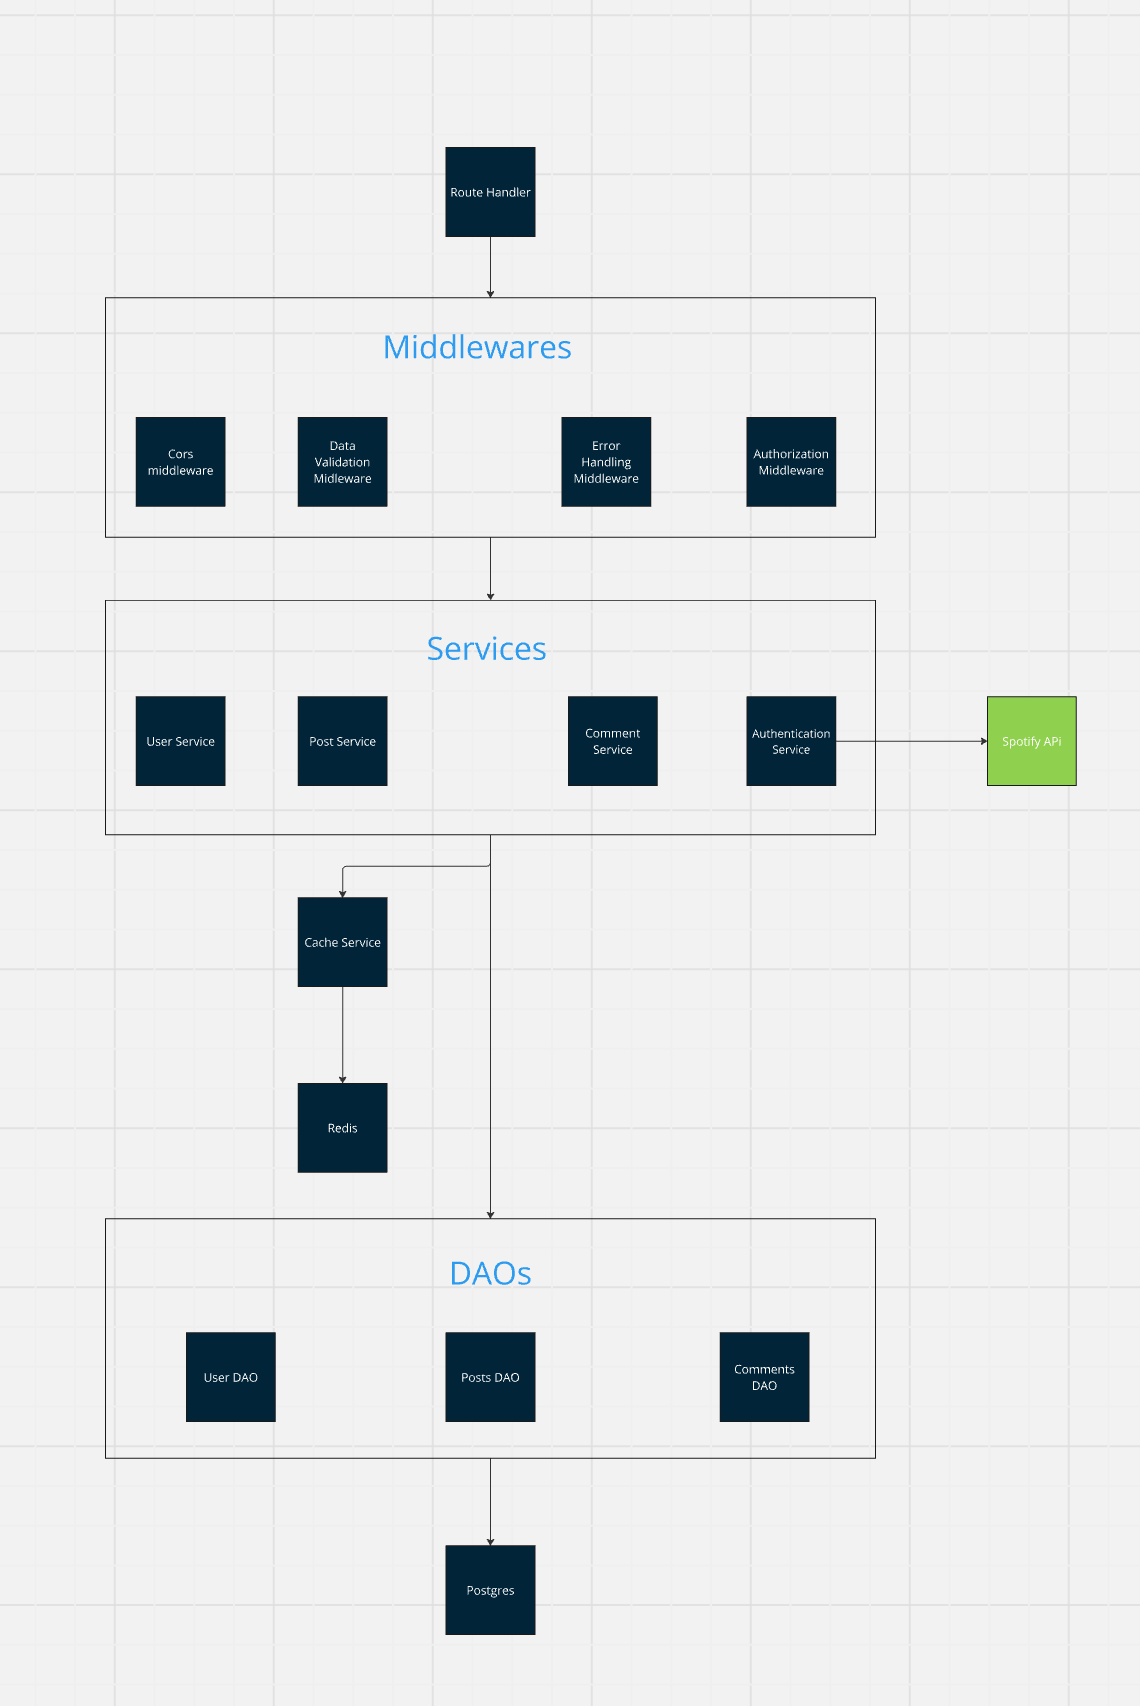 Route Handler
Middlewares
Cors
middleware
Data
Validation
Midleware
Error
Handling
Middleware
Authorization
Middleware
Services
User Service
Post Service
Comment
Service
Authentication
Service
Spotify APi
Cache Service
Redis
DAOs
User DAO
Posts DAO
Comments
DAO
Postgres